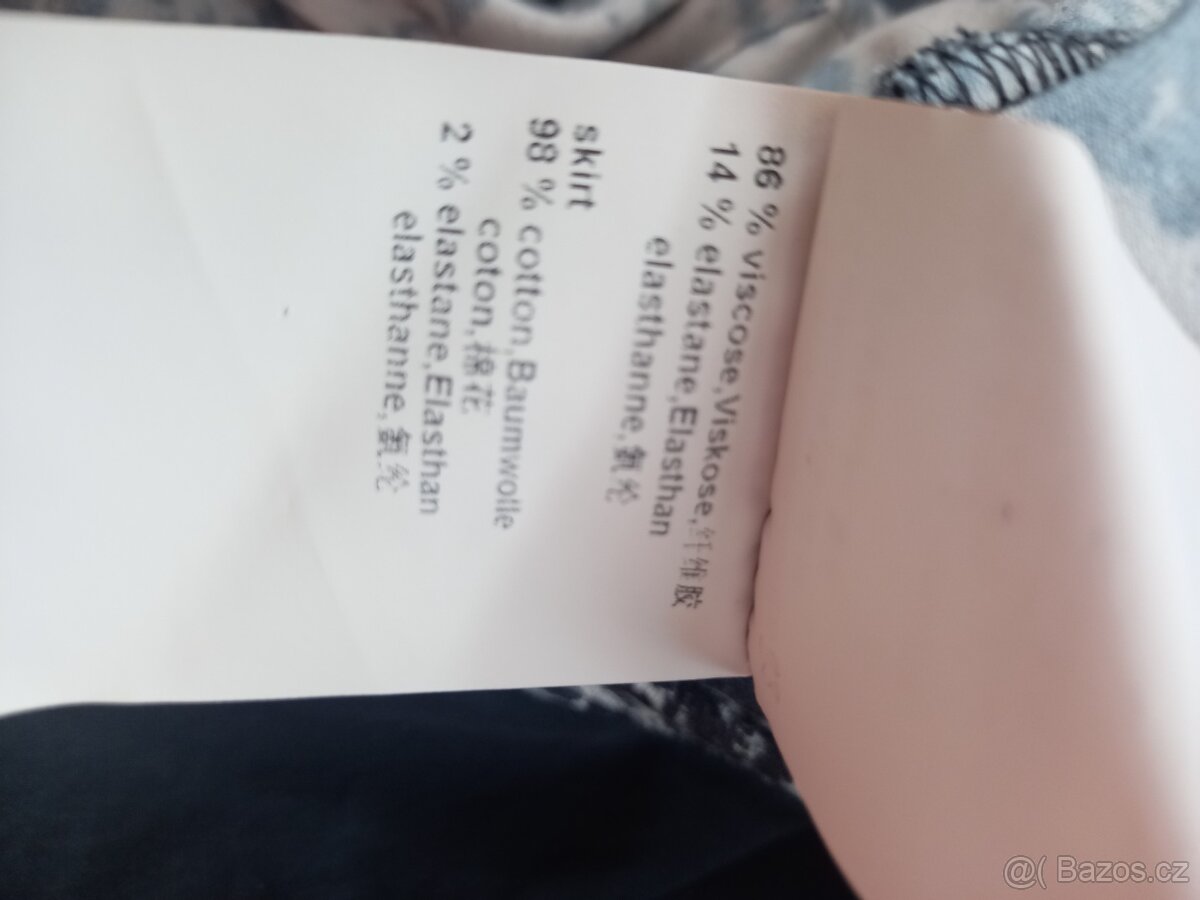 86 % viscose,Viskose,纤维胶
14 % elastane,Elasthan
elasthanne,氨纶
skirt
98 % cotton,Baumwolle
coton,棉花
2 % elastane,Elasthan
elasthanne,氨纶
@( Bazos.cz